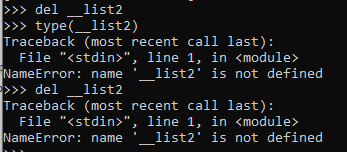 >>> del __list2
>>> type(__list2)
Traceback (most recent call last):
  File "<stdin>", line 1, in <module>
NameError: name '__list2' is not defined
>>> del __list2
Traceback (most recent call last):
  File "<stdin>", line 1, in <module>
NameError: name '__list2' is not defined
>>>